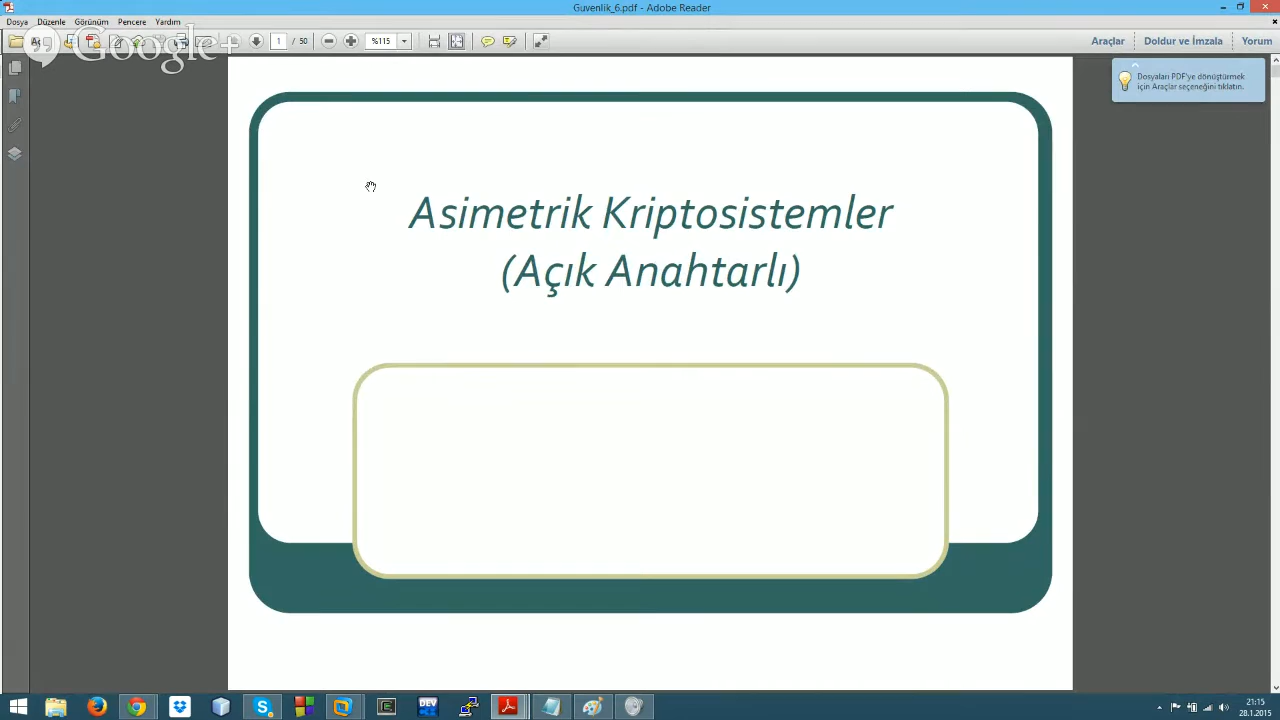 Guvenlik_6.pdf - Adobe Reader
Dosya Düzenle Görünüm Pencere Yardım
Google+
1 / 50 %115
Araçlar Doldur ve İmzala Yorum
Dosyaları PDF'ye dönüştürmek
için Araçlar seçeneğini tıklatın.
Asimetrik Kriptosistemler
(Açık Anahtarlı)
DEV
21:15
28.1.2015